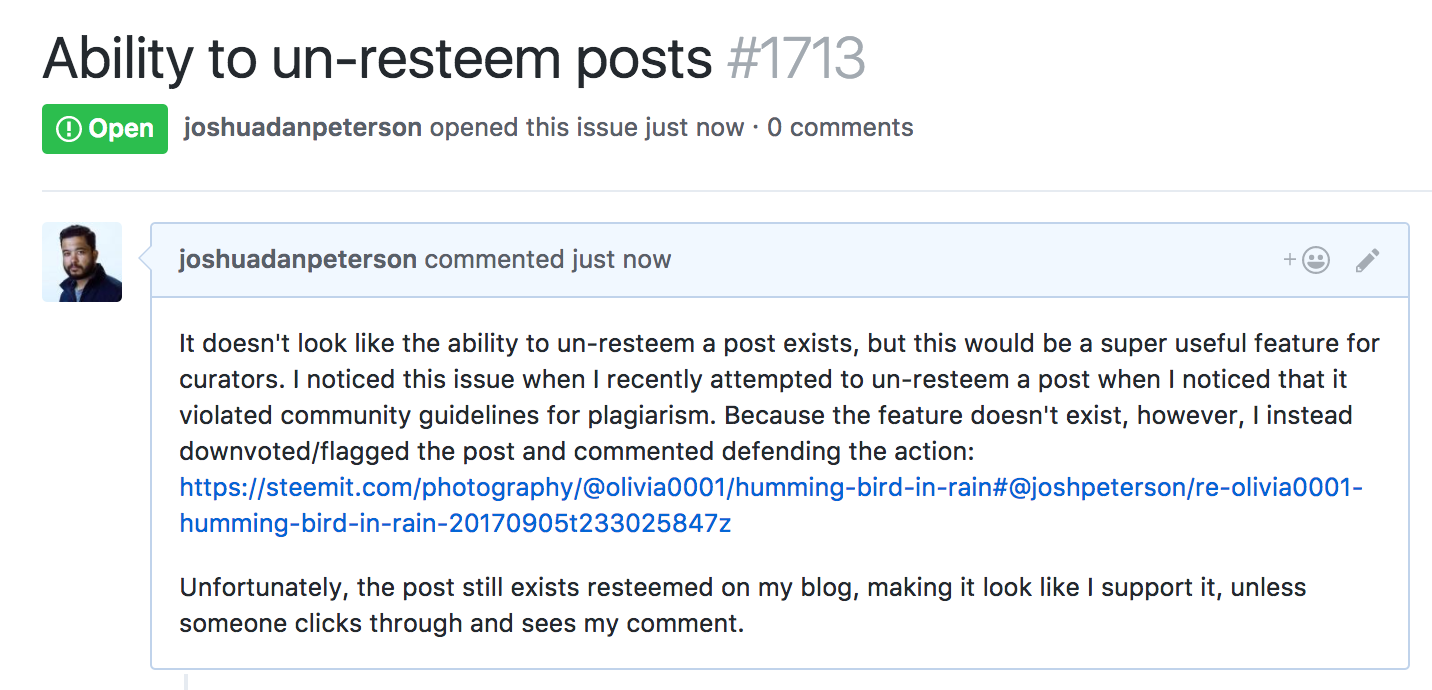 Ability to un-resteem posts #1713
Open joshuadanpeterson opened this issue just now · 0 comments
joshuadanpeterson commented just now
It doesn't look like the ability to un-resteem a post exists, but this would be a super useful feature for
curators. I noticed this issue when I recently attempted to un-resteem a post when I noticed that it
violated community guidelines for plagiarism. Because the feature doesn't exist, however, I instead
downvoted/flagged the post and commented defending the action:
https://steemit.com/photography/@olivia0001/humming-bird-in-rain#@joshpeterson/re-olivia0001-
humming-bird-in-rain-20170905t233025847z
Unfortunately, the post still exists resteemed on my blog, making it look like I support it, unless
someone clicks through and sees my comment.